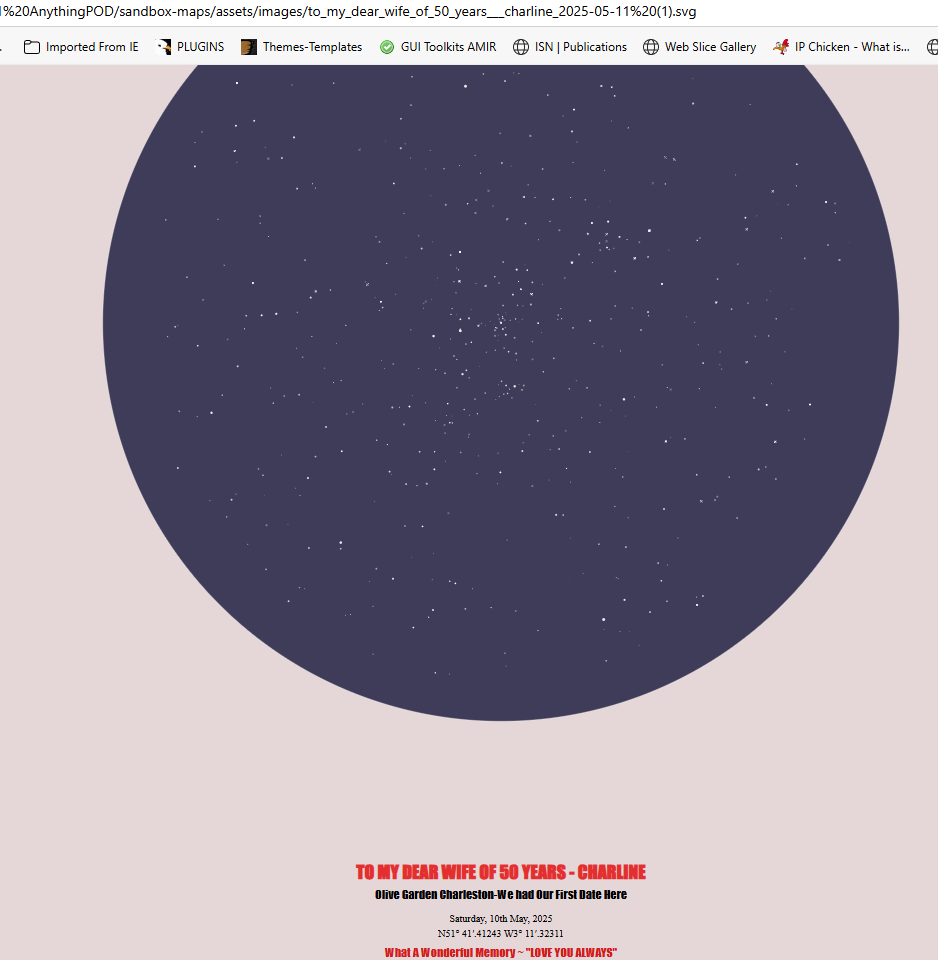 1%20AnythingPOD/sandbox-maps/assets/images/to_my_dear_wife_of_50_years___charline_2025-05-11%20(1).svg
Imported From IE PLUGINS Themes-Templates GUI Toolkits AMIR ISN | Publications Web Slice Gallery IP Chicken - What is...
TO MY DEAR WIFE OF 50 YEARS - CHARLINE
Olive Garden Charleston-We had Our First Date Here
Saturday, 10th May, 2025
N51° 41'.41243 W3° 11'.32311
What A Wonderful Memory ~ "LOVE YOU ALWAYS"